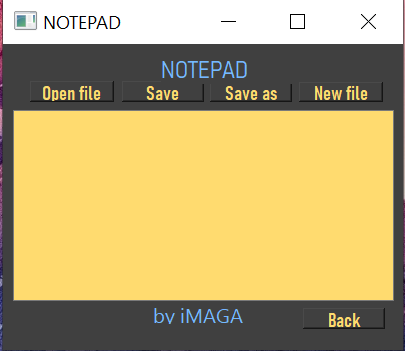 NOTEPAD
NOTEPAD
Open file Save Save as New file
by iMAGA
Back